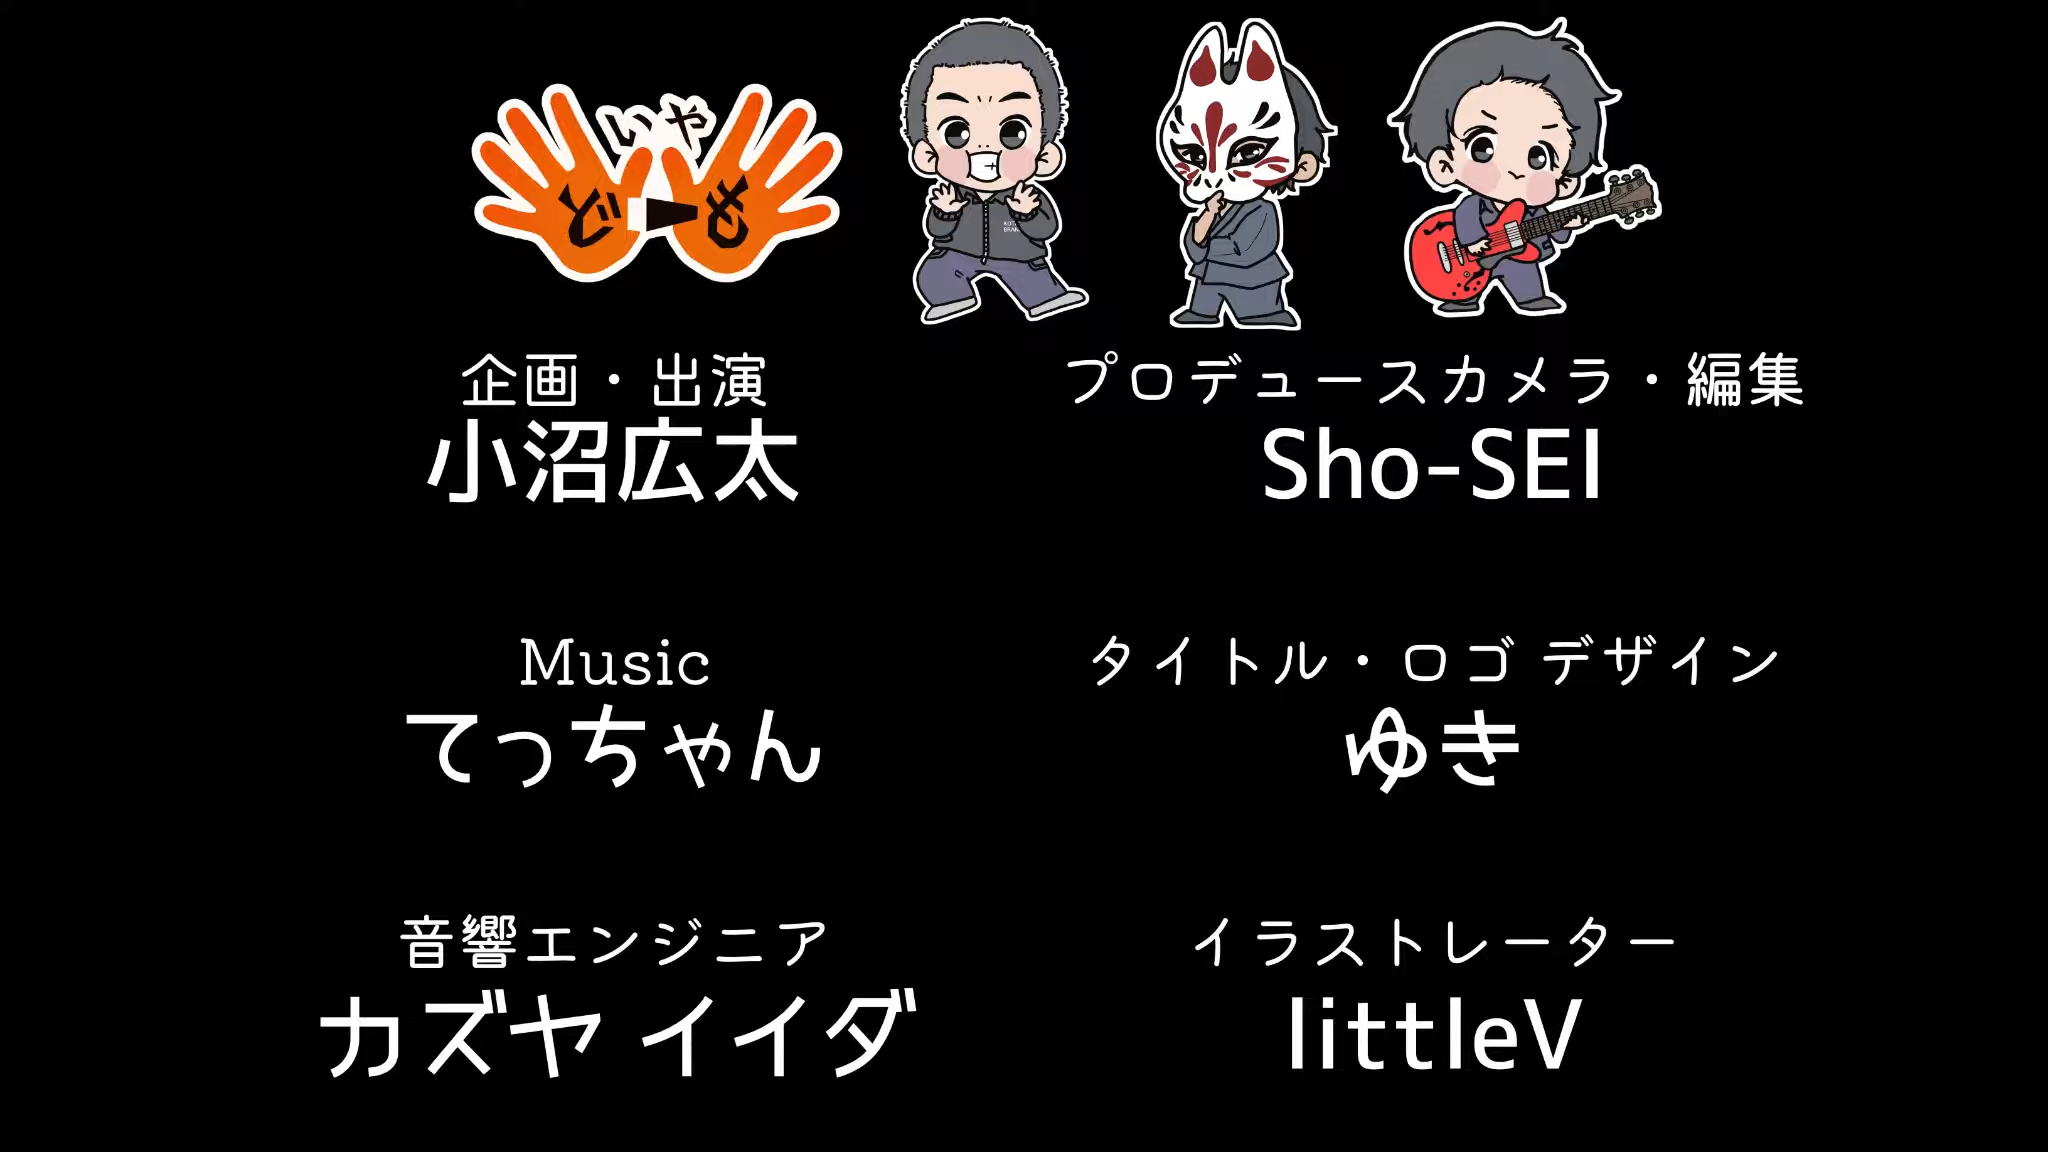 いや
どーも
企画・出演
小沼広太
プロデュースカメラ・編集
Sho-SEI
Music
てっちゃん
タイトル・ロゴ デザイン
ゆき
音響エンジニア
カズヤ イイダ
イラストレーター
littleV